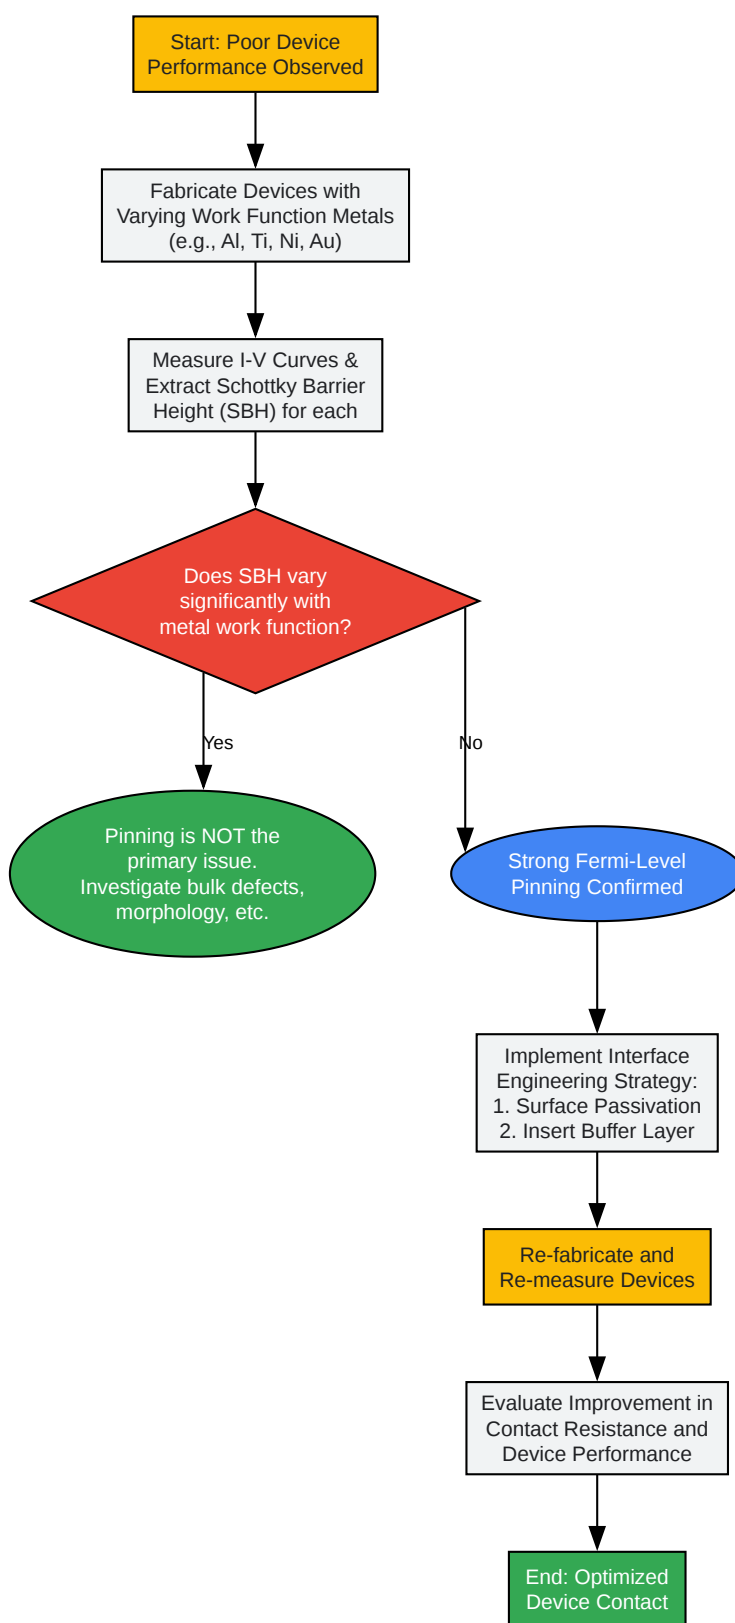 Start: Poor Device
Performance Observed
Fabricate Devices with
Varying Work Function Metals
(e.g., Al, Ti, Ni, Au)
Measure I-V Curves &
Extract Schottky Barrier
Height (SBH) for each
Does SBH vary
significantly with
metal work function?
Yes
No
Pinning is NOT the
primary issue.
Investigate bulk defects,
morphology, etc.
Strong Fermi-Level
Pinning Confirmed
Implement Interface
Engineering Strategy:
1. Surface Passivation
2. Insert Buffer Layer
Re-fabricate and
Re-measure Devices
Evaluate Improvement in
Contact Resistance and
Device Performance
End: Optimized
Device Contact